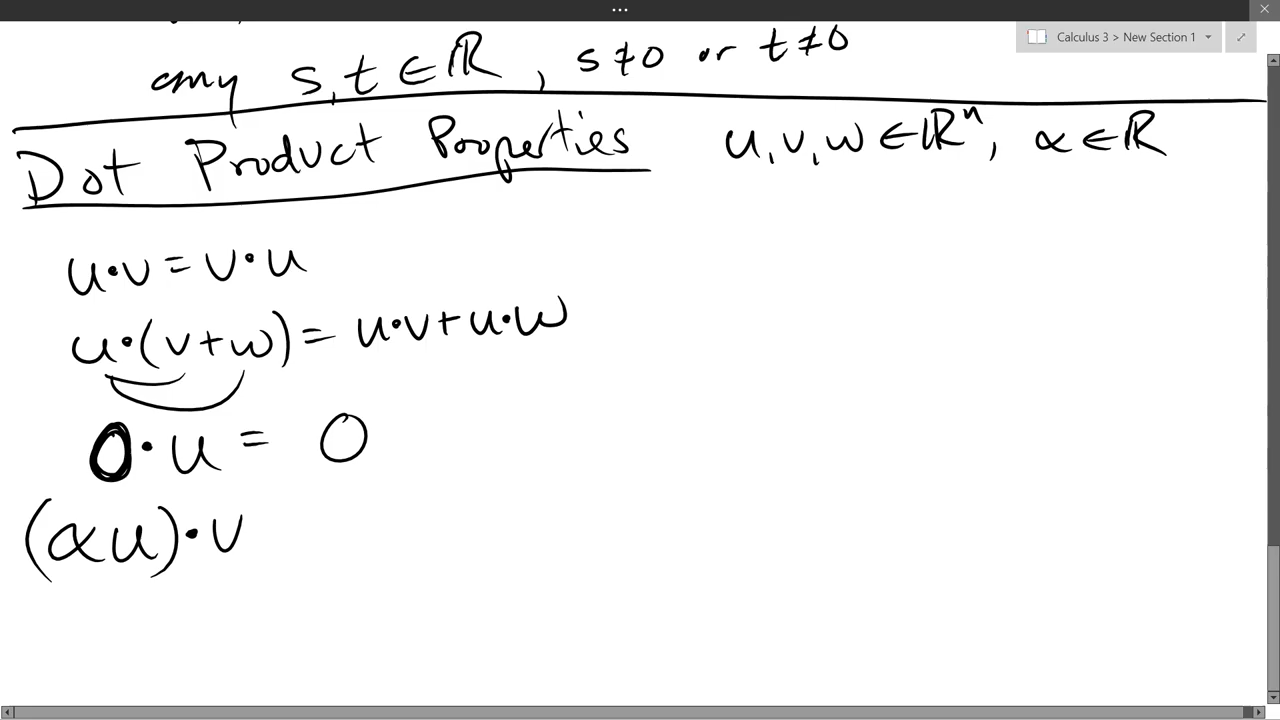 Calculus 3 > New Section 1
any s,t ∈ ℝ, s≠0 or t≠0
Dot Product Properties u,v,w ∈ ℝⁿ, α ∈ ℝ
u·v = v·u
u·(v+w) = u·v+u·w
0·u = 0
(αu)·v